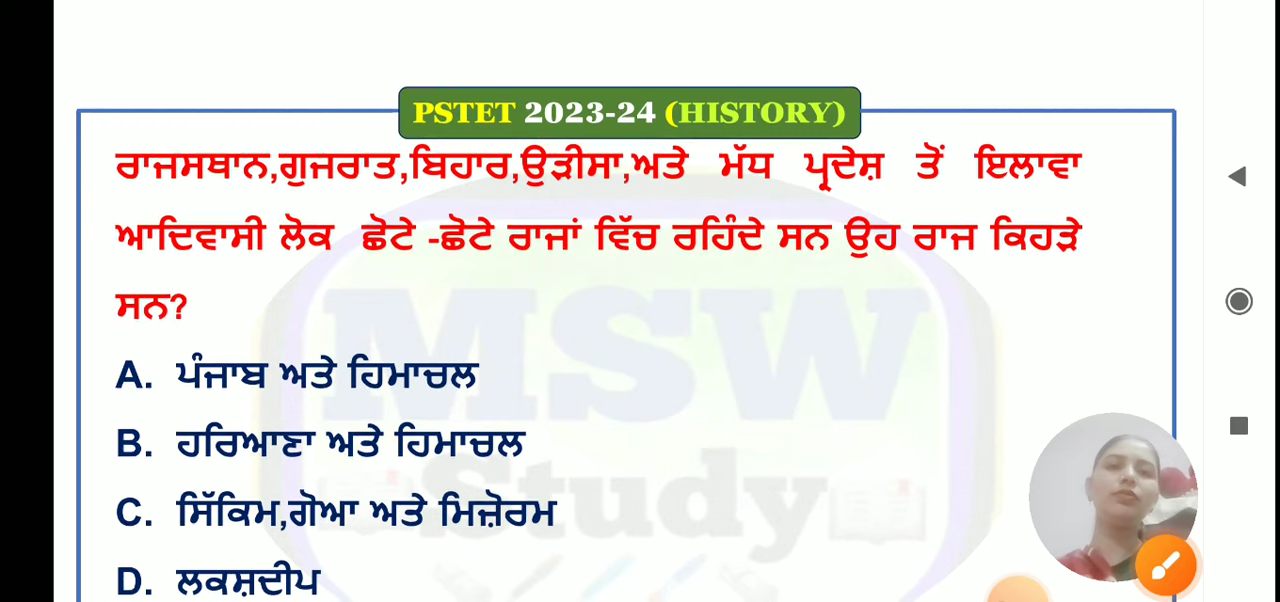 PSTET 2023-24 (HISTORY)
ਰਾਜਸਥਾਨ,ਗੁਜਰਾਤ,ਬਿਹਾਰ,ਉੜੀਸਾ,ਅਤੇ ਮੱਧ ਪ੍ਰਦੇਸ਼ ਤੋਂ ਇਲਾਵਾ
ਆਦਿਵਾਸੀ ਲੋਕ ਛੋਟੇ -ਛੋਟੇ ਰਾਜਾਂ ਵਿੱਚ ਰਹਿੰਦੇ ਸਨ ਉਹ ਰਾਜ ਕਿਹੜੇ
ਸਨ?
A. ਪੰਜਾਬ ਅਤੇ ਹਿਮਾਚਲ
B. ਹਰਿਆਣਾ ਅਤੇ ਹਿਮਾਚਲ
C. ਸਿੱਕਿਮ,ਗੋਆ ਅਤੇ ਮਿਜ਼ੋਰਮ
D. ਲਕਸ਼ਦੀਪ
MSW
Study